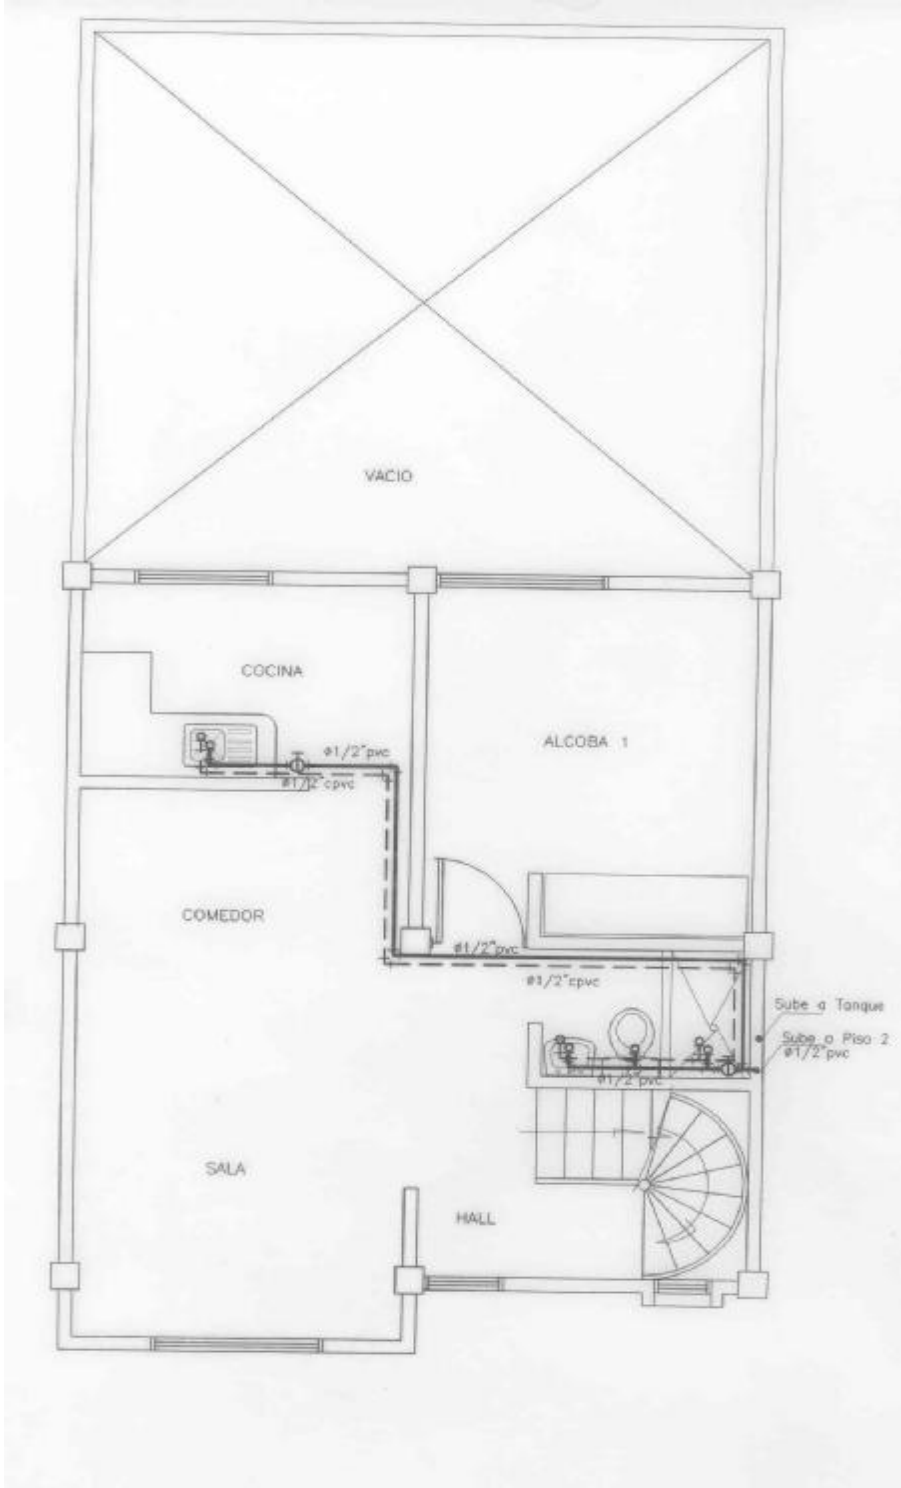 VACIO
COCINA
ø1/2"pvc
ø1/2"cpvc
ALCOBA 1
COMEDOR
ø1/2"pvc
ø1/2"cpvc
Sube a Tanque
Sube a Piso 2
ø1/2"pvc
ø1/2"pvc
SALA
HALL